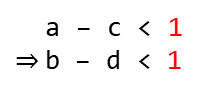 a – c < 1
⇒ b – d < 1